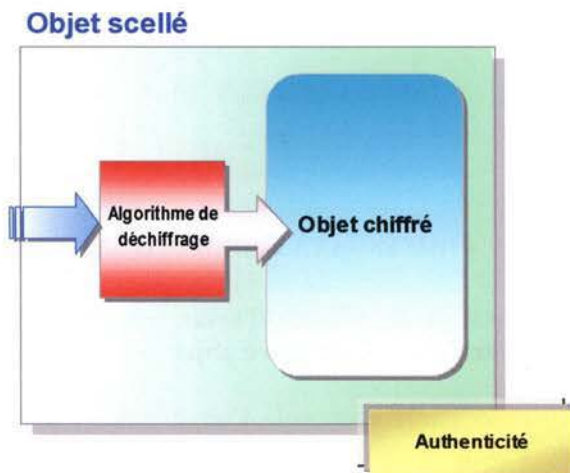 Objet scellé
Algorithme de
déchiffrage
Objet chiffré
Authenticité